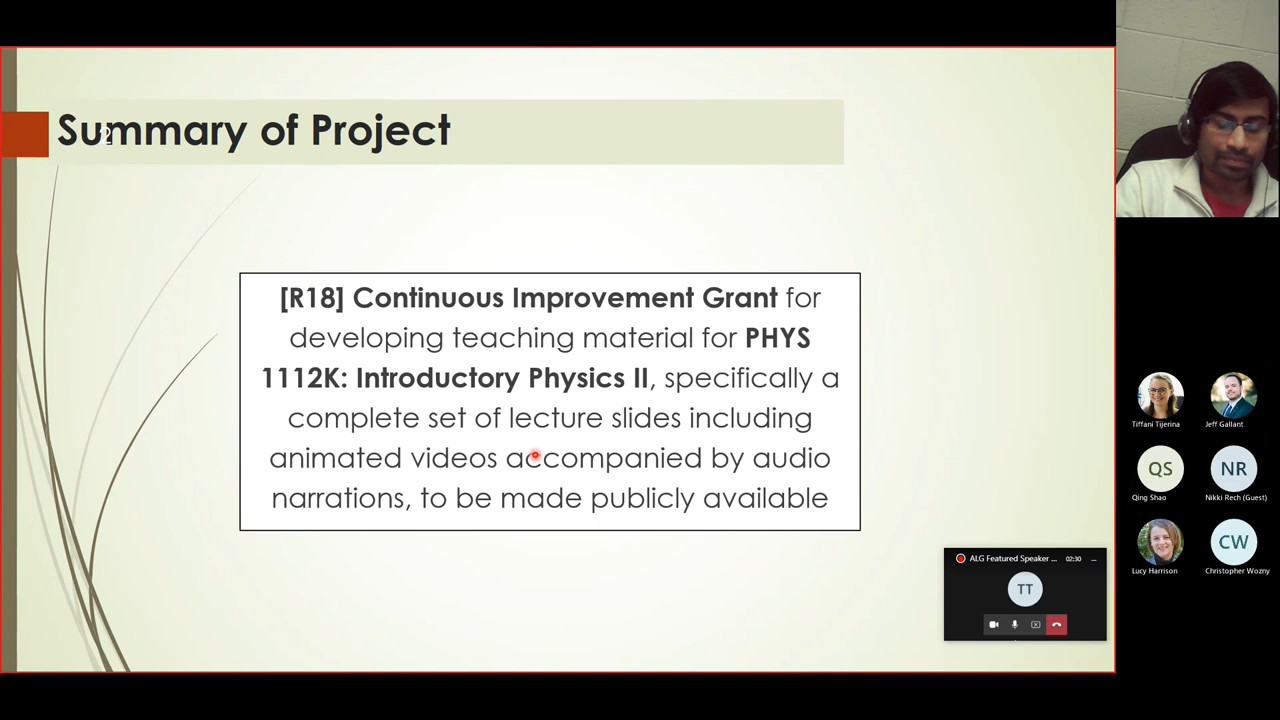 Summary of Project
2
[R18] Continuous Improvement Grant for
developing teaching material for PHYS
1112K: Introductory Physics II, specifically a
complete set of lecture slides including
animated videos accompanied by audio
narrations, to be made publicly available
ALG Featured Speaker ... 02:30
TT
Tiffani Tijerina
Jeff Gallant
QS
NR
Qing Shao
Nikki Rech (Guest)
CW
Lucy Harrison
Christopher Wozny